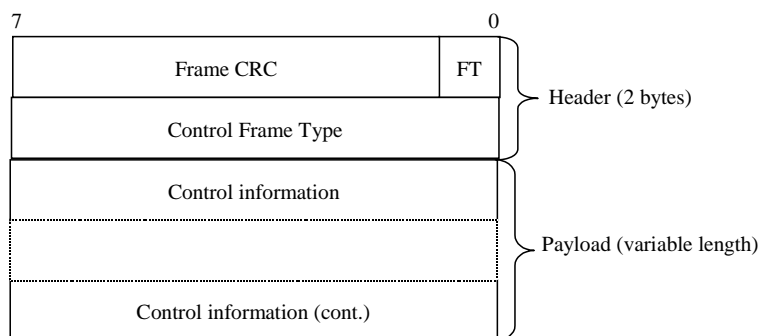 7 0
Frame CRC FT
Header (2 bytes)
Control Frame Type
Control information
Payload (variable length)
Control information (cont.)